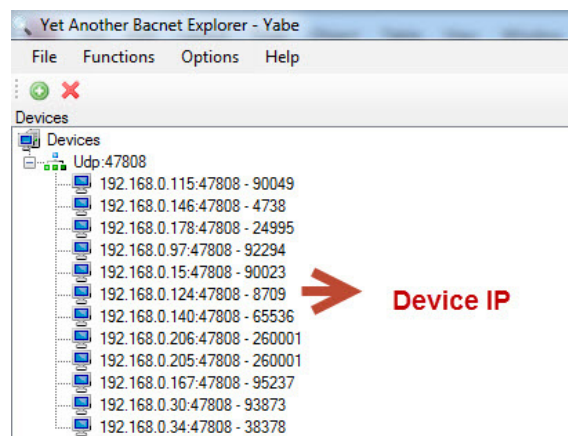 Yet Another Bacnet Explorer - Yabe
File Functions Options Help
Devices
Devices
Udp:47808
192.168.0.115:47808 - 90049
192.168.0.146:47808 - 4738
192.168.0.178:47808 - 24995
192.168.0.97:47808 - 92294
192.168.0.15:47808 - 90023
192.168.0.124:47808 - 8709
Device IP
192.168.0.140:47808 - 65536
192.168.0.206:47808 - 260001
192.168.0.205:47808 - 260001
192.168.0.167:47808 - 95237
192.168.0.30:47808 - 93873
192.168.0.34:47808 - 38378